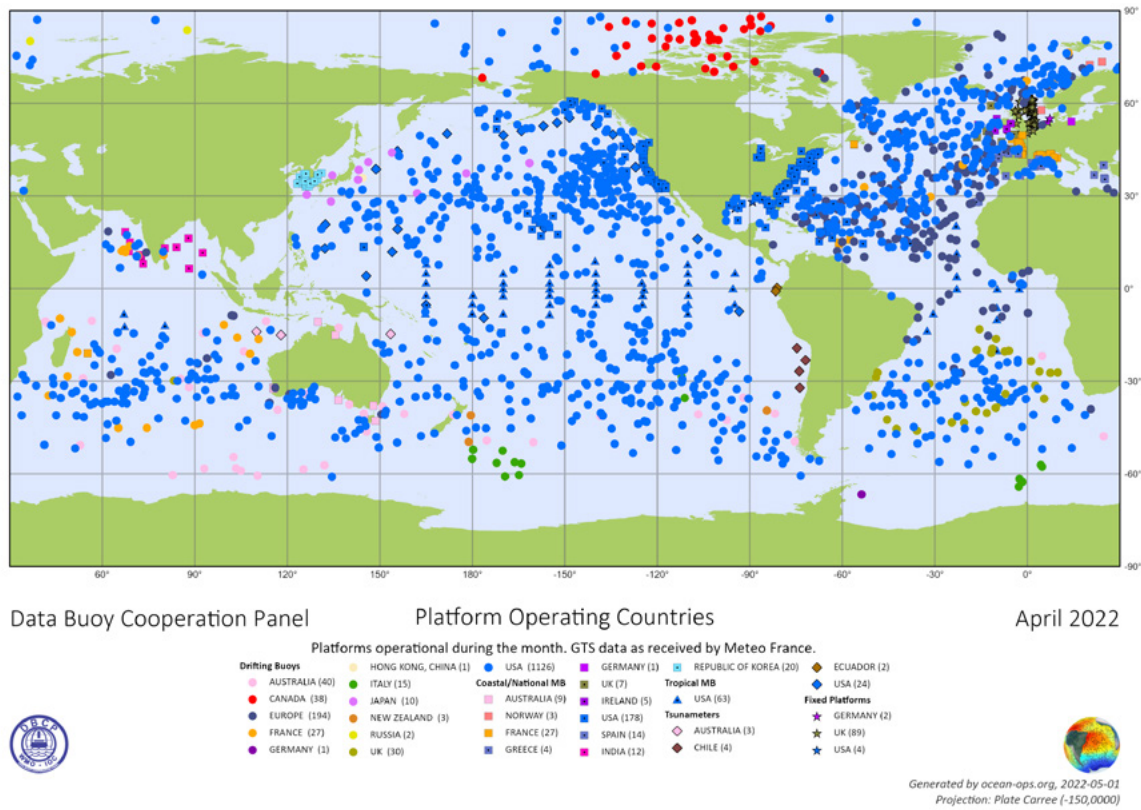 90°
60°
30°
0°
-30°
-60°
-90°
60° 90° 120° 150° 180° -150° -120° -90° -60° -30° 0°
Data Buoy Cooperation Panel Platform Operating Countries April 2022
Platforms operational during the month. GTS data as received by Meteo France.
Drifting Buoys
AUSTRALIA (40)
CANADA (38)
EUROPE (194)
FRANCE (27)
GERMANY (1)
HONG KONG, CHINA (1)
ITALY (15)
JAPAN (10)
NEW ZEALAND (3)
RUSSIA (2)
UK (30)
USA (1126)
Coastal/National MB
AUSTRALIA (9)
NORWAY (3)
FRANCE (27)
GREECE (4)
GERMANY (1)
UK (7)
IRELAND (5)
USA (178)
SPAIN (14)
INDIA (12)
REPUBLIC OF KOREA (20)
Tropical MB
USA (63)
Tsunameters
AUSTRALIA (3)
CHILE (4)
ECUADOR (2)
USA (24)
Fixed Platforms
GERMANY (2)
UK (89)
USA (4)
DBCP
WMO - IOC
Generated by ocean-ops.org, 2022-05-01
Projection: Plate Carree (-150,0000)